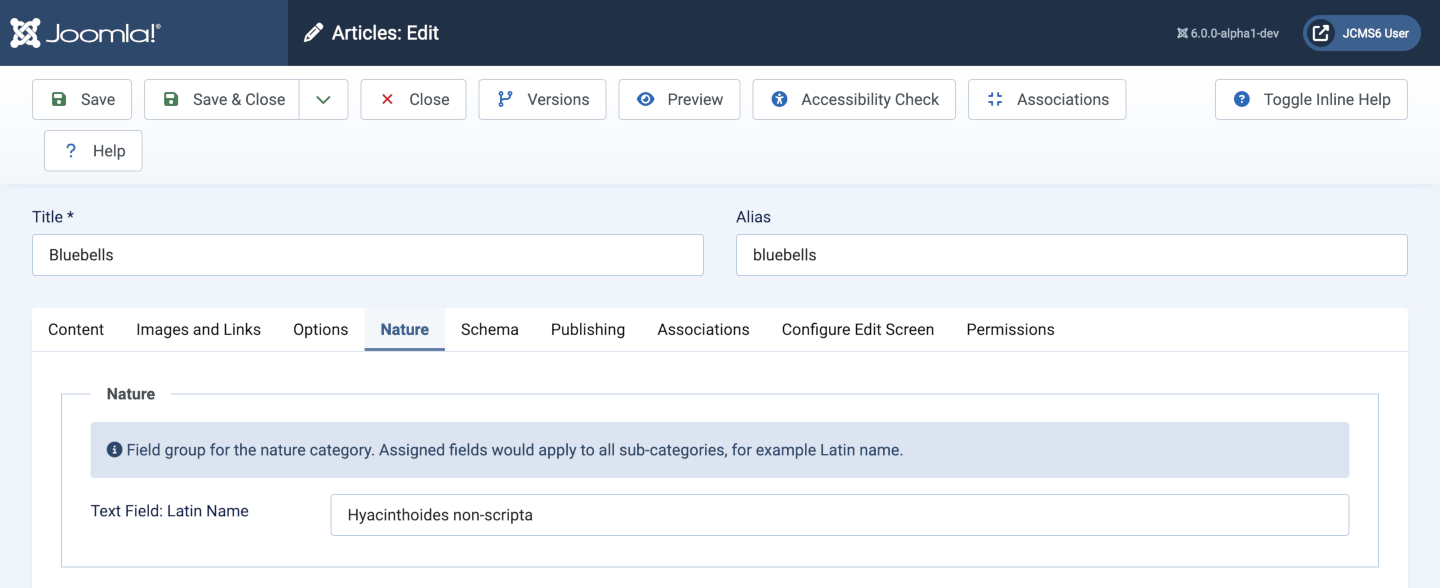 Joomla!® Articles: Edit 6.0.0-alpha1-dev JCMS6 User
Save Save & Close Close Versions Preview Accessibility Check Associations Toggle Inline Help
? Help
Title * Alias
Bluebells bluebells
Content Images and Links Options Nature Schema Publishing Associations Configure Edit Screen Permissions
Nature
Field group for the nature category. Assigned fields would apply to all sub-categories, for example Latin name.
Text Field: Latin Name Hyacinthoides non-scripta